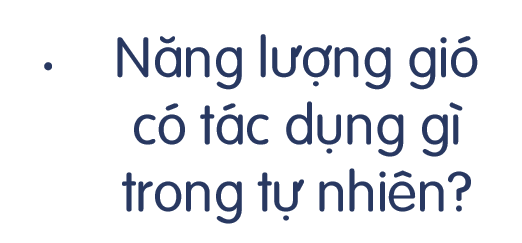 • Năng lượng gió
có tác dụng gì
trong tự nhiên?